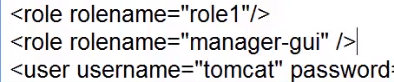 <role rolename="role1"/>
<role rolename="manager-gui" />
<user username="tomcat" password=